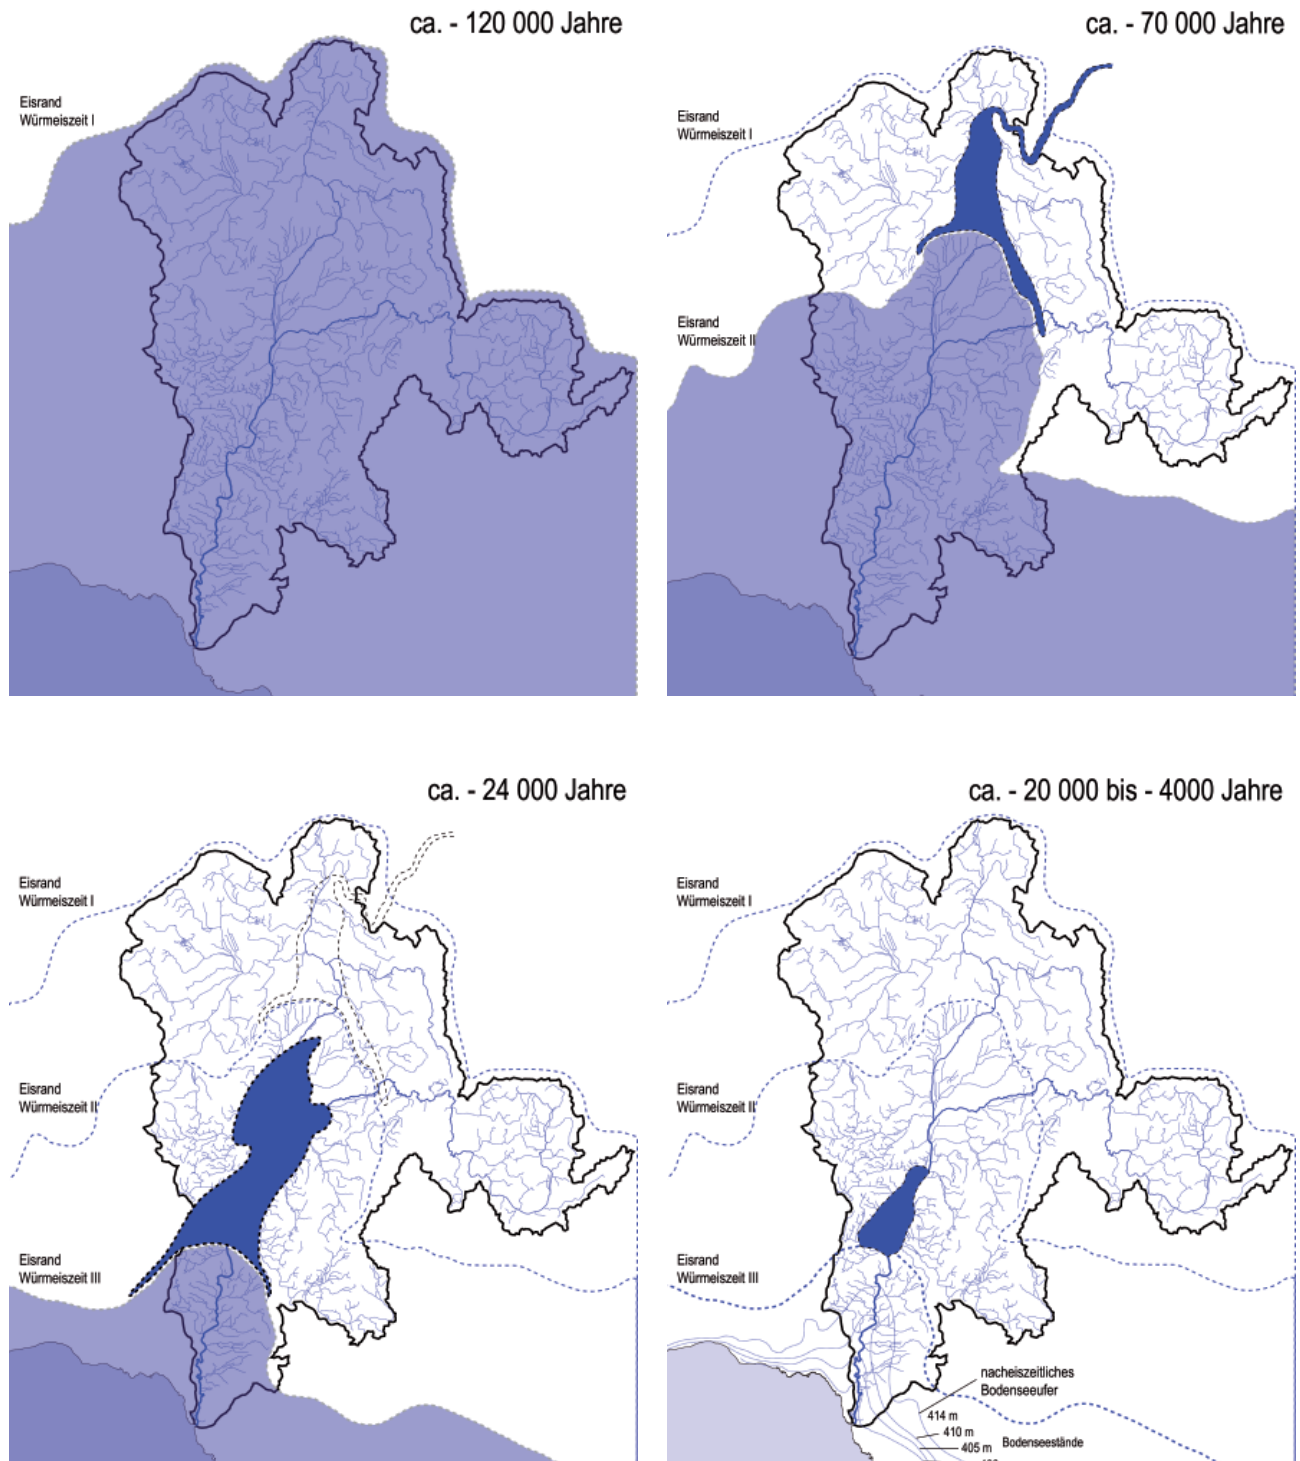 ca. - 120 000 Jahre
Eisrand
Würmeiszeit I
ca. - 70 000 Jahre
Eisrand
Würmeiszeit I
Eisrand
Würmeiszeit II
ca. - 24 000 Jahre
Eisrand
Würmeiszeit I
Eisrand
Würmeiszeit II
Eisrand
Würmeiszeit III
ca. - 20 000 bis - 4000 Jahre
Eisrand
Würmeiszeit I
Eisrand
Würmeiszeit II
Eisrand
Würmeiszeit III
nacheiszeitliches
Bodenseeufer
414 m
410 m
405 m
Bodenseestände